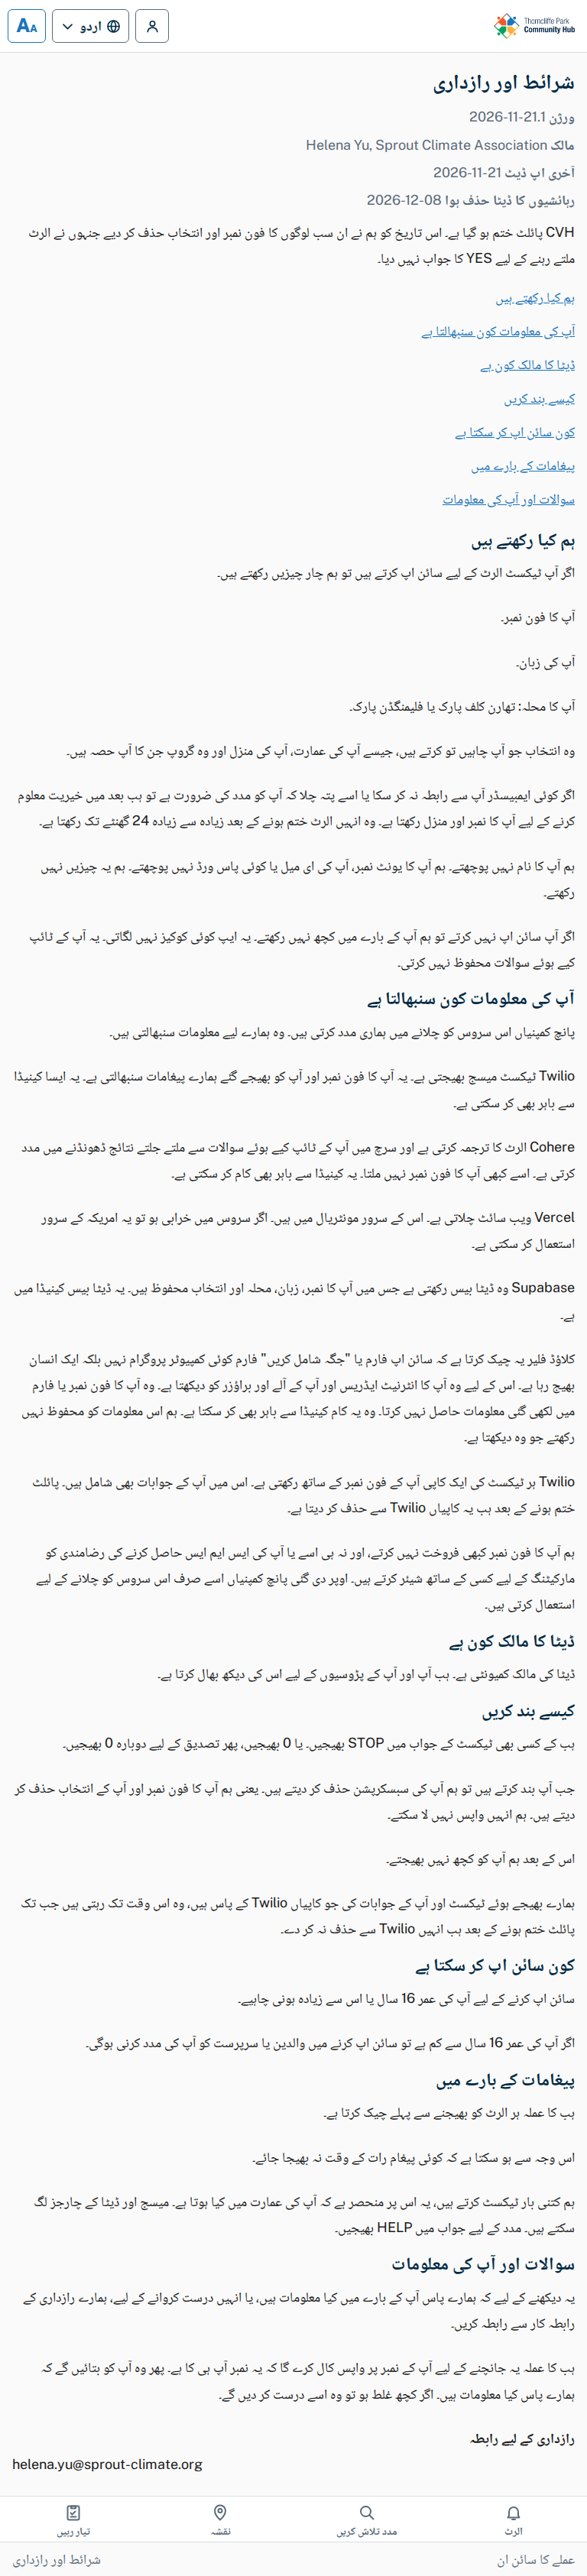 Thorncliffe Park
Community Hub
اردو
AA
شرائط اور رازداری
ورژن 2026-11-21.1
مالک Helena Yu, Sprout Climate Association
آخری اپ ڈیٹ 21-11-2026
رہائشیوں کا ڈیٹا حذف ہوا 08-12-2026
CVH پائلٹ ختم ہو گیا ہے۔ اس تاریخ کو ہم نے ان سب لوگوں کا فون نمبر اور انتخاب حذف کر دیے جنہوں نے الرٹ
ملتے رہنے کے لیے YES کا جواب نہیں دیا۔
ہم کیا رکھتے ہیں
آپ کی معلومات کون سنبھالتا ہے
ڈیٹا کا مالک کون ہے
کیسے بند کریں
کون سائن اپ کر سکتا ہے
پیغامات کے بارے میں
سوالات اور آپ کی معلومات
ہم کیا رکھتے ہیں
اگر آپ ٹیکسٹ الرٹ کے لیے سائن اپ کرتے ہیں تو ہم چار چیزیں رکھتے ہیں۔
آپ کا فون نمبر۔
آپ کی زبان۔
آپ کا محلہ: تھارن کلف پارک یا فلیمنگڈن پارک۔
وہ انتخاب جو آپ چاہیں تو کرتے ہیں، جیسے آپ کی عمارت، آپ کی منزل اور وہ گروپ جن کا آپ حصہ ہیں۔
اگر کوئی ایمبیسڈر آپ سے رابطہ نہ کر سکا یا اسے پتہ چلا کہ آپ کو مدد کی ضرورت ہے تو ہب بعد میں خیریت معلوم
کرنے کے لیے آپ کا نمبر اور منزل رکھتا ہے۔ وہ انہیں الرٹ ختم ہونے کے بعد زیادہ سے زیادہ 24 گھنٹے تک رکھتا ہے۔
ہم آپ کا نام نہیں پوچھتے۔ ہم آپ کا یونٹ نمبر، آپ کی ای میل یا کوئی پاس ورڈ نہیں پوچھتے۔ ہم یہ چیزیں نہیں
رکھتے۔
اگر آپ سائن اپ نہیں کرتے تو ہم آپ کے بارے میں کچھ نہیں رکھتے۔ یہ ایپ کوئی کوکیز نہیں لگاتی۔ یہ آپ کے ٹائپ
کیے ہوئے سوالات محفوظ نہیں کرتی۔
آپ کی معلومات کون سنبھالتا ہے
پانچ کمپنیاں اس سروس کو چلانے میں ہماری مدد کرتی ہیں۔ وہ ہمارے لیے معلومات سنبھالتی ہیں۔
Twilio ٹیکسٹ میسج بھیجتی ہے۔ یہ آپ کا فون نمبر اور آپ کو بھیجے گئے ہمارے پیغامات سنبھالتی ہے۔ یہ ایسا کینیڈا
سے باہر بھی کر سکتی ہے۔
Cohere الرٹ کا ترجمہ کرتی ہے اور سرچ میں آپ کے ٹائپ کیے ہوئے سوالات سے ملتے جلتے نتائج ڈھونڈنے میں مدد
کرتی ہے۔ اسے کبھی آپ کا فون نمبر نہیں ملتا۔ یہ کینیڈا سے باہر بھی کام کر سکتی ہے۔
Vercel ویب سائٹ چلاتی ہے۔ اس کے سرور مونٹریال میں ہیں۔ اگر سروس میں خرابی ہو تو یہ امریکہ کے سرور
استعمال کر سکتی ہے۔
Supabase وہ ڈیٹا بیس رکھتی ہے جس میں آپ کا نمبر، زبان، محلہ اور انتخاب محفوظ ہیں۔ یہ ڈیٹا بیس کینیڈا میں
ہے۔
کلاؤڈ فلیر یہ چیک کرتا ہے کہ سائن اپ فارم یا "جگہ شامل کریں" فارم کوئی کمپیوٹر پروگرام نہیں بلکہ ایک انسان
بھیج رہا ہے۔ اس کے لیے وہ آپ کا انٹرنیٹ ایڈریس اور آپ کے آلے اور براؤزر کو دیکھتا ہے۔ وہ آپ کا فون نمبر یا فارم
میں لکھی گئی معلومات حاصل نہیں کرتا۔ وہ یہ کام کینیڈا سے باہر بھی کر سکتا ہے۔ ہم اس معلومات کو محفوظ نہیں
رکھتے جو وہ دیکھتا ہے۔
Twilio ہر ٹیکسٹ کی ایک کاپی آپ کے فون نمبر کے ساتھ رکھتی ہے۔ اس میں آپ کے جوابات بھی شامل ہیں۔ پائلٹ
ختم ہونے کے بعد ہب یہ کاپیاں Twilio سے حذف کر دیتا ہے۔
ہم آپ کا فون نمبر کبھی فروخت نہیں کرتے، اور نہ ہی اسے یا آپ کی ایس ایم ایس حاصل کرنے کی رضامندی کو
مارکیٹنگ کے لیے کسی کے ساتھ شیئر کرتے ہیں۔ اوپر دی گئی پانچ کمپنیاں اسے صرف اس سروس کو چلانے کے لیے
استعمال کرتی ہیں۔
ڈیٹا کا مالک کون ہے
ڈیٹا کی مالک کمیونٹی ہے۔ ہب آپ اور آپ کے پڑوسیوں کے لیے اس کی دیکھ بھال کرتا ہے۔
کیسے بند کریں
ہب کے کسی بھی ٹیکسٹ کے جواب میں STOP بھیجیں۔ یا 0 بھیجیں، پھر تصدیق کے لیے دوبارہ 0 بھیجیں۔
جب آپ بند کرتے ہیں تو ہم آپ کی سبسکرپشن حذف کر دیتے ہیں۔ یعنی ہم آپ کا فون نمبر اور آپ کے انتخاب حذف کر
دیتے ہیں۔ ہم انہیں واپس نہیں لا سکتے۔
اس کے بعد ہم آپ کو کچھ نہیں بھیجتے۔
ہمارے بھیجے ہوئے ٹیکسٹ اور آپ کے جوابات کی جو کاپیاں Twilio کے پاس ہیں، وہ اس وقت تک رہتی ہیں جب تک
پائلٹ ختم ہونے کے بعد ہب انہیں Twilio سے حذف نہ کر دے۔
کون سائن اپ کر سکتا ہے
سائن اپ کرنے کے لیے آپ کی عمر 16 سال یا اس سے زیادہ ہونی چاہیے۔
اگر آپ کی عمر 16 سال سے کم ہے تو سائن اپ کرنے میں والدین یا سرپرست کو آپ کی مدد کرنی ہوگی۔
پیغامات کے بارے میں
ہب کا عملہ ہر الرٹ کو بھیجنے سے پہلے چیک کرتا ہے۔
اس وجہ سے ہو سکتا ہے کہ کوئی پیغام رات کے وقت نہ بھیجا جائے۔
ہم کتنی بار ٹیکسٹ کرتے ہیں، یہ اس پر منحصر ہے کہ آپ کی عمارت میں کیا ہوتا ہے۔ میسج اور ڈیٹا کے چارجز لگ
سکتے ہیں۔ مدد کے لیے جواب میں HELP بھیجیں۔
سوالات اور آپ کی معلومات
یہ دیکھنے کے لیے کہ ہمارے پاس آپ کے بارے میں کیا معلومات ہیں، یا انہیں درست کروانے کے لیے، ہمارے رازداری کے
رابطہ کار سے رابطہ کریں۔
ہب کا عملہ یہ جانچنے کے لیے آپ کے نمبر پر واپس کال کرے گا کہ یہ نمبر آپ ہی کا ہے۔ پھر وہ آپ کو بتائیں گے کہ
ہمارے پاس کیا معلومات ہیں۔ اگر کچھ غلط ہو تو وہ اسے درست کر دیں گے۔
رازداری کے لیے رابطہ
helena.yu@sprout-climate.org
الرٹ
مدد تلاش کریں
نقشہ
تیار رہیں
عملے کا سائن ان
شرائط اور رازداری